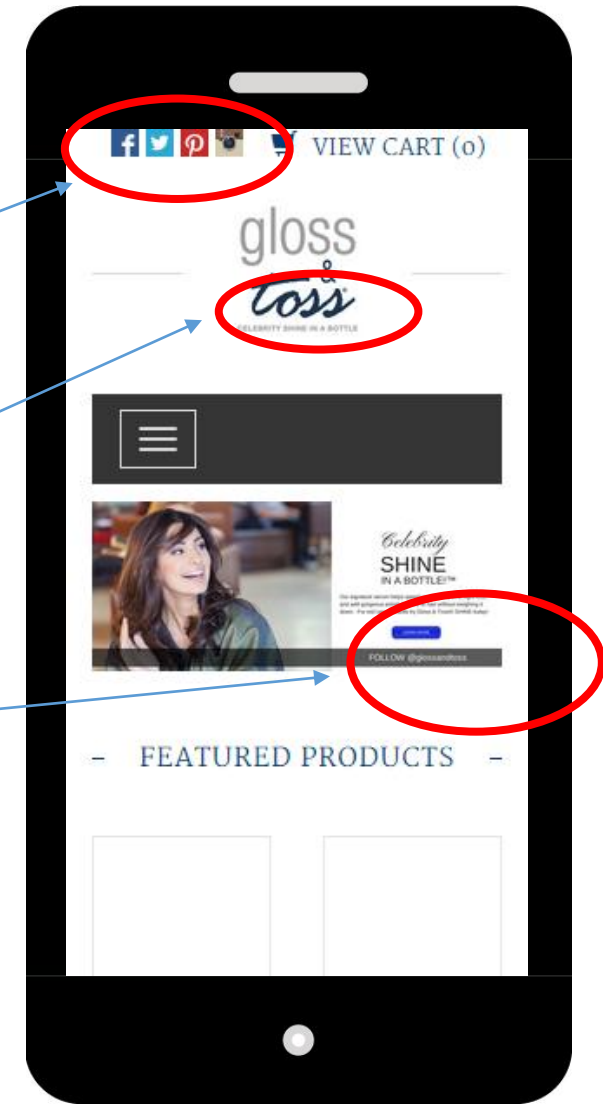 f
VIEW CART (0)
gloss
&
Toss
CELEBRITY SHINE IN A BOTTLE
Celebrity
SHINE
IN A BOTTLE!™
FOLLOW @glossandtoss
- FEATURED PRODUCTS -